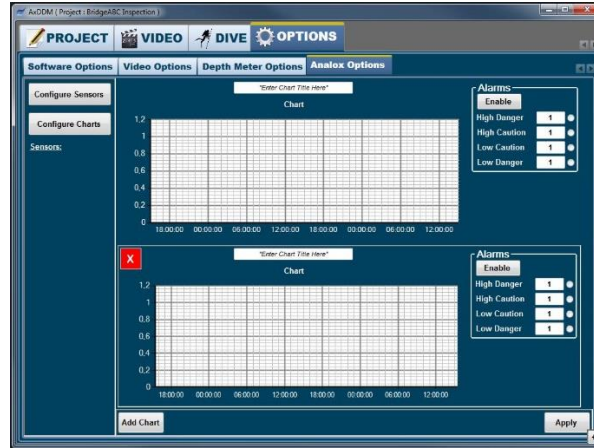 AxDDM ( Project : BridgeABC Inspection )
PROJECT VIDEO DIVE OPTIONS
Software Options Video Options Depth Meter Options Analox Options
Configure Sensors
Configure Charts
Sensors:
"Enter Chart Title Here"
Chart
1,2
1
0,8
0,6
0,4
0,2
0
18:00:00 00:00:00 06:00:00 12:00:00 18:00:00 00:00:00 06:00:00 12:00:00
Alarms
Enable
High Danger 1
High Caution 1
Low Caution 1
Low Danger 1
X
"Enter Chart Title Here"
Chart
1,2
1
0,8
0,6
0,4
0,2
0
18:00:00 00:00:00 06:00:00 12:00:00 18:00:00 00:00:00 06:00:00 12:00:00
Alarms
Enable
High Danger 1
High Caution 1
Low Caution 1
Low Danger 1
Add Chart
Apply